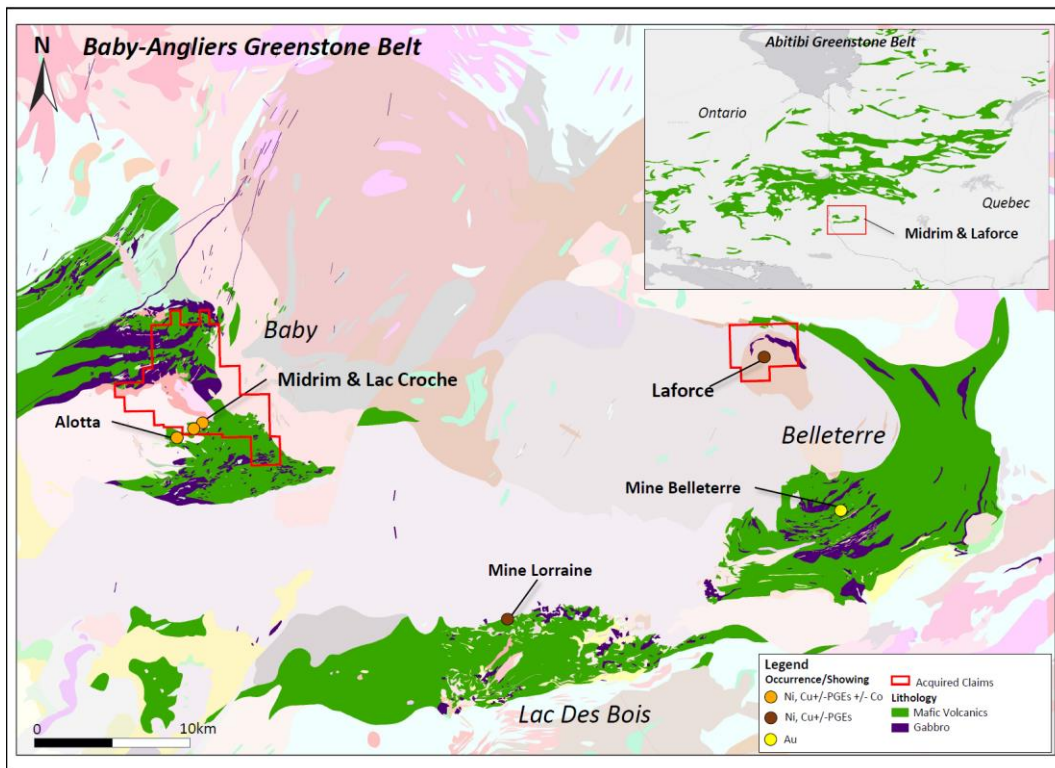 N
Baby-Angliers Greenstone Belt
Abitibi Greenstone Belt
Ontario
Quebec
Midrim & Laforce
Baby
Midrim & Lac Croche
Alotta
Laforce
Belleterre
Mine Belleterre
Mine Lorraine
Lac Des Bois
0 10km
Legend
Occurrence/Showing
Ni, Cu+/-PGEs +/- Co
Ni, Cu+/-PGEs
Au
Acquired Claims
Lithology
Mafic Volcanics
Gabbro